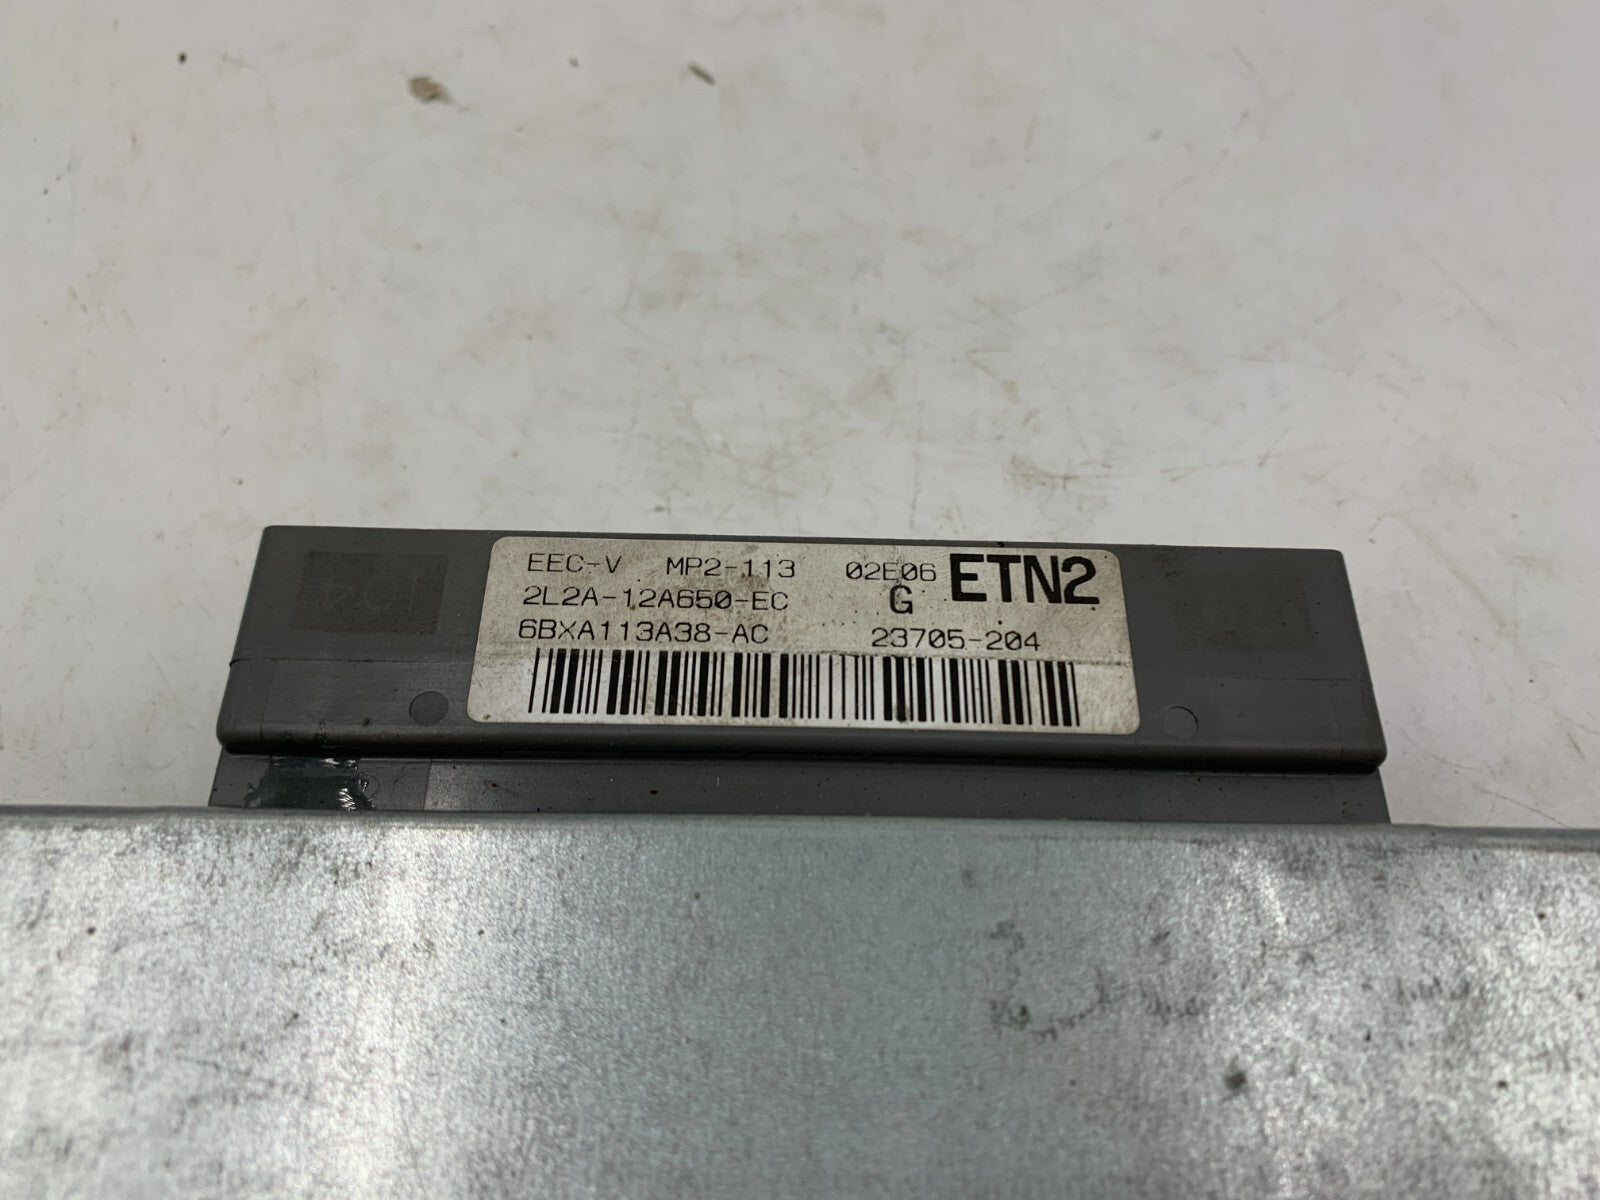 EEC-V MP2-113 02E06 ETN2
2L2A-12A650-EC G
6BXA113A38-AC 23705-204